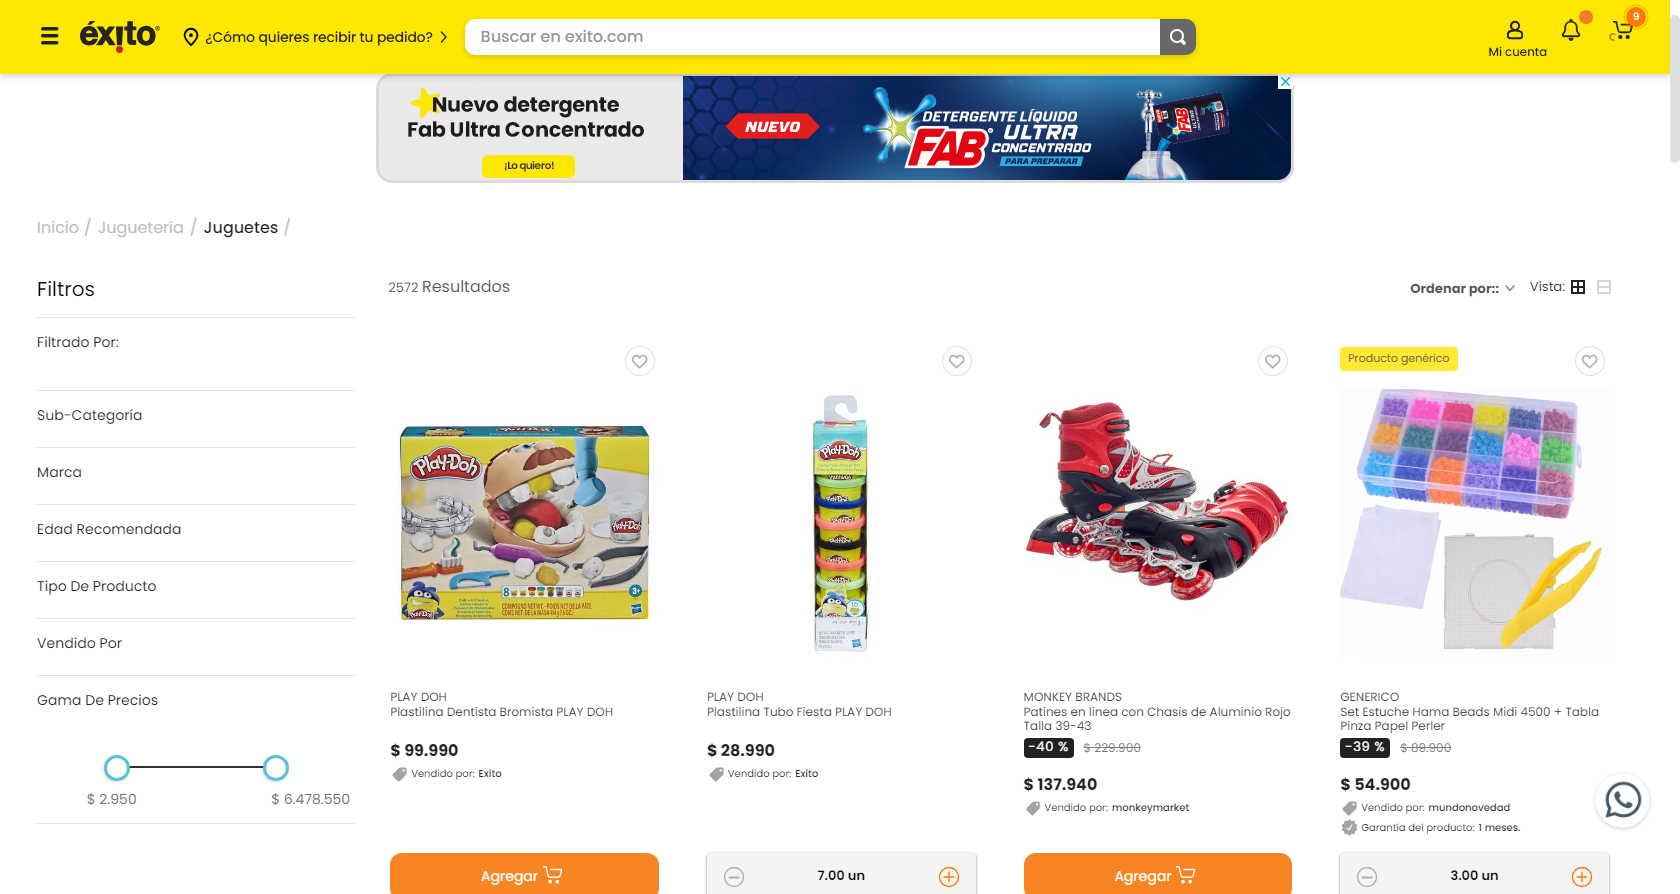 éxito
¿Cómo quieres recibir tu pedido?
Buscar en exito.com
Mi cuenta
9
Nuevo detergente
Fab Ultra Concentrado
¡Lo quiero!
NUEVO
DETERGENTE LÍQUIDO
FAB ULTRA
CONCENTRADO
PARA PREPARAR
Inicio / Juguetería / Juguetes /
Filtros
2572 Resultados
Ordenar por::
Vista:
Filtrado Por:
Sub-Categoría
Marca
Edad Recomendada
Tipo De Producto
Vendido Por
Gama De Precios
$ 2.950
$ 6.478.550
Play-Doh
PLAY DOH
Plastilina Dentista Bromista PLAY DOH
$ 99.990
Vendido por: Exito
Agregar
Play-Doh
PLAY DOH
Plastilina Tubo Fiesta PLAY DOH
$ 28.990
Vendido por: Exito
7.00 un
MONKEY BRANDS
Patines en linea con Chasis de Aluminio Rojo
Talla 39-43
-40 % $ 229.900
$ 137.940
Vendido por: monkeymarket
Agregar
Producto genérico
GENERICO
Set Estuche Hama Beads Midi 4500 + Tabla
Pinza Papel Perler
-39 % $ 89.900
$ 54.900
Vendido por: mundonovedad
Garantía del producto: 1 meses.
3.00 un